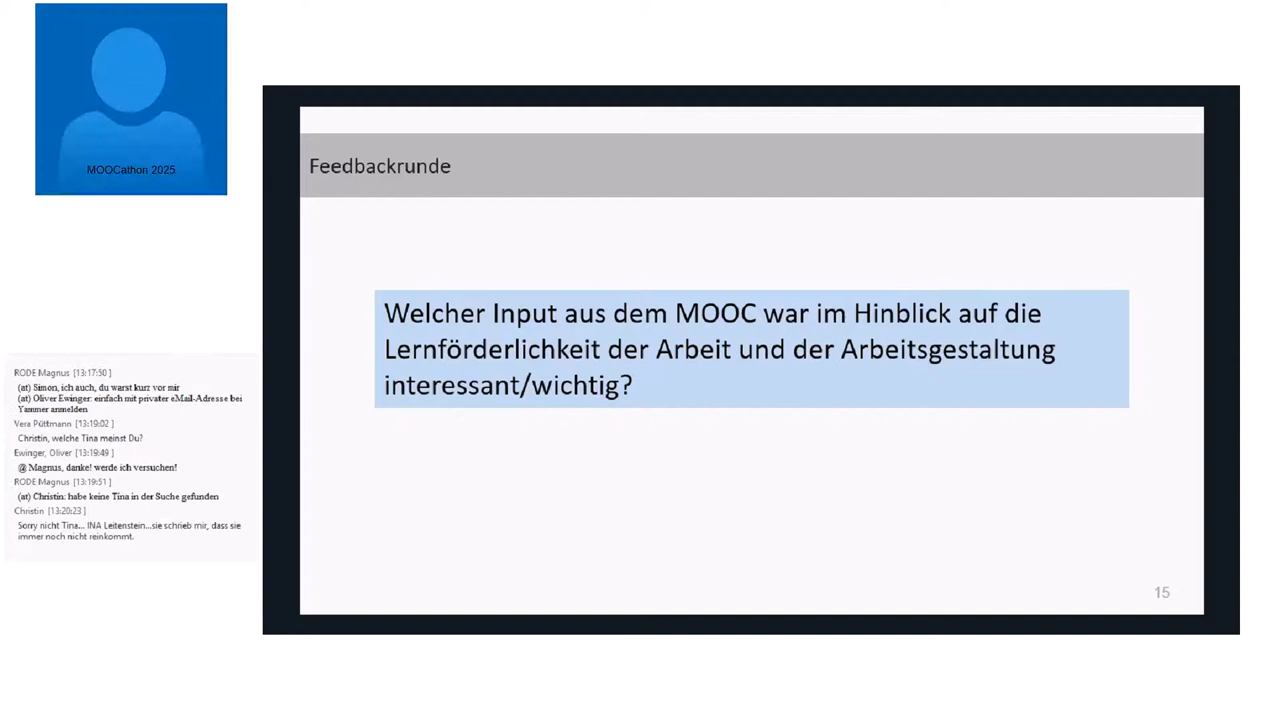 MOOCathon 2025
Feedbackrunde
Welcher Input aus dem MOOC war im Hinblick auf die
Lernförderlichkeit der Arbeit und der Arbeitsgestaltung
interessant/wichtig?
15
RODE Magnus [13:17:50 ]
(at) Simon, ich auch, du warst kurz vor mir
(at) Oliver Ewinger: einfach mit privater eMail-Adresse bei
Yammer anmelden
Vera Püttmann [13:19:02 ]
Christin, welche Tina meinst Du?
Ewinger, Oliver [13:19:49 ]
@ Magnus, danke! werde ich versuchen!
RODE Magnus [13:19:51 ]
(at) Christin: habe keine Tina in der Suche gefunden
Christin [13:20:23 ]
Sorry nicht Tina... INA Leitenstein...sie schrieb mir, dass sie
immer noch nicht reinkommt.